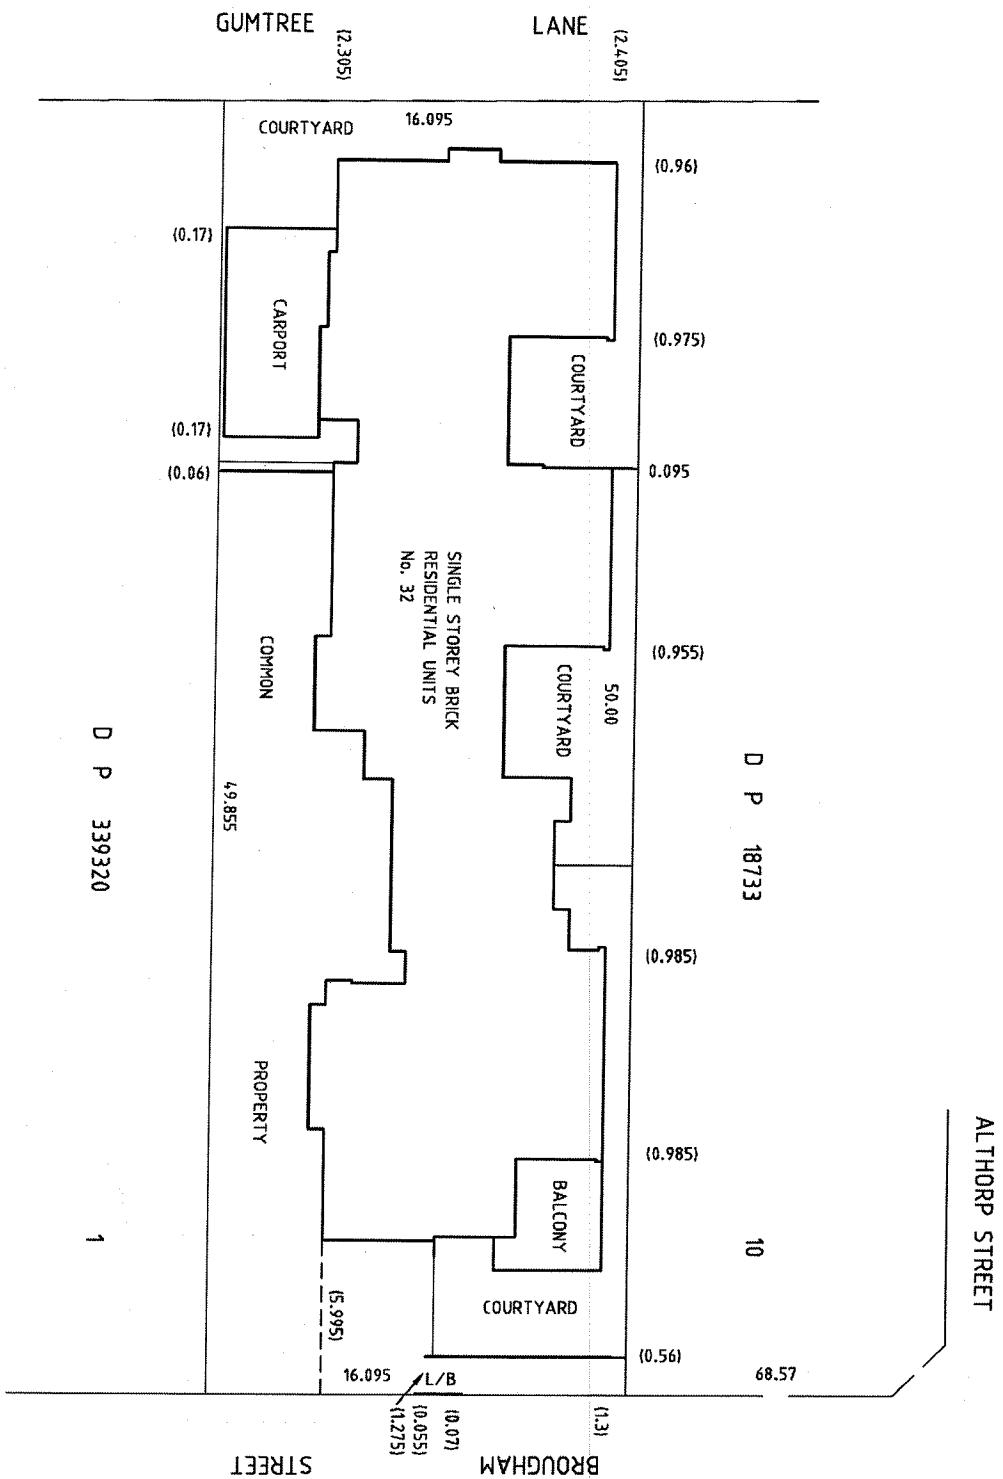 GUMTREE LANE
(2.305)
(2.405)
COURTYARD
16.095
(0.96)
(0.17)
CARPORT
(0.975)
COURTYARD
(0.17)
(0.06)
0.095
SINGLE STOREY BRICK
RESIDENTIAL UNITS
No. 32
COMMON
(0.955)
COURTYARD
50.00
D P 339320
49.855
D P 18733
(0.985)
PROPERTY
(0.985)
BALCONY
ALTHORP STREET
1
10
COURTYARD
(5.995)
(0.56)
16.095
L/B
68.57
(1.275)
(0.055)
(0.07)
(1.3)
BROUGHAM STREET